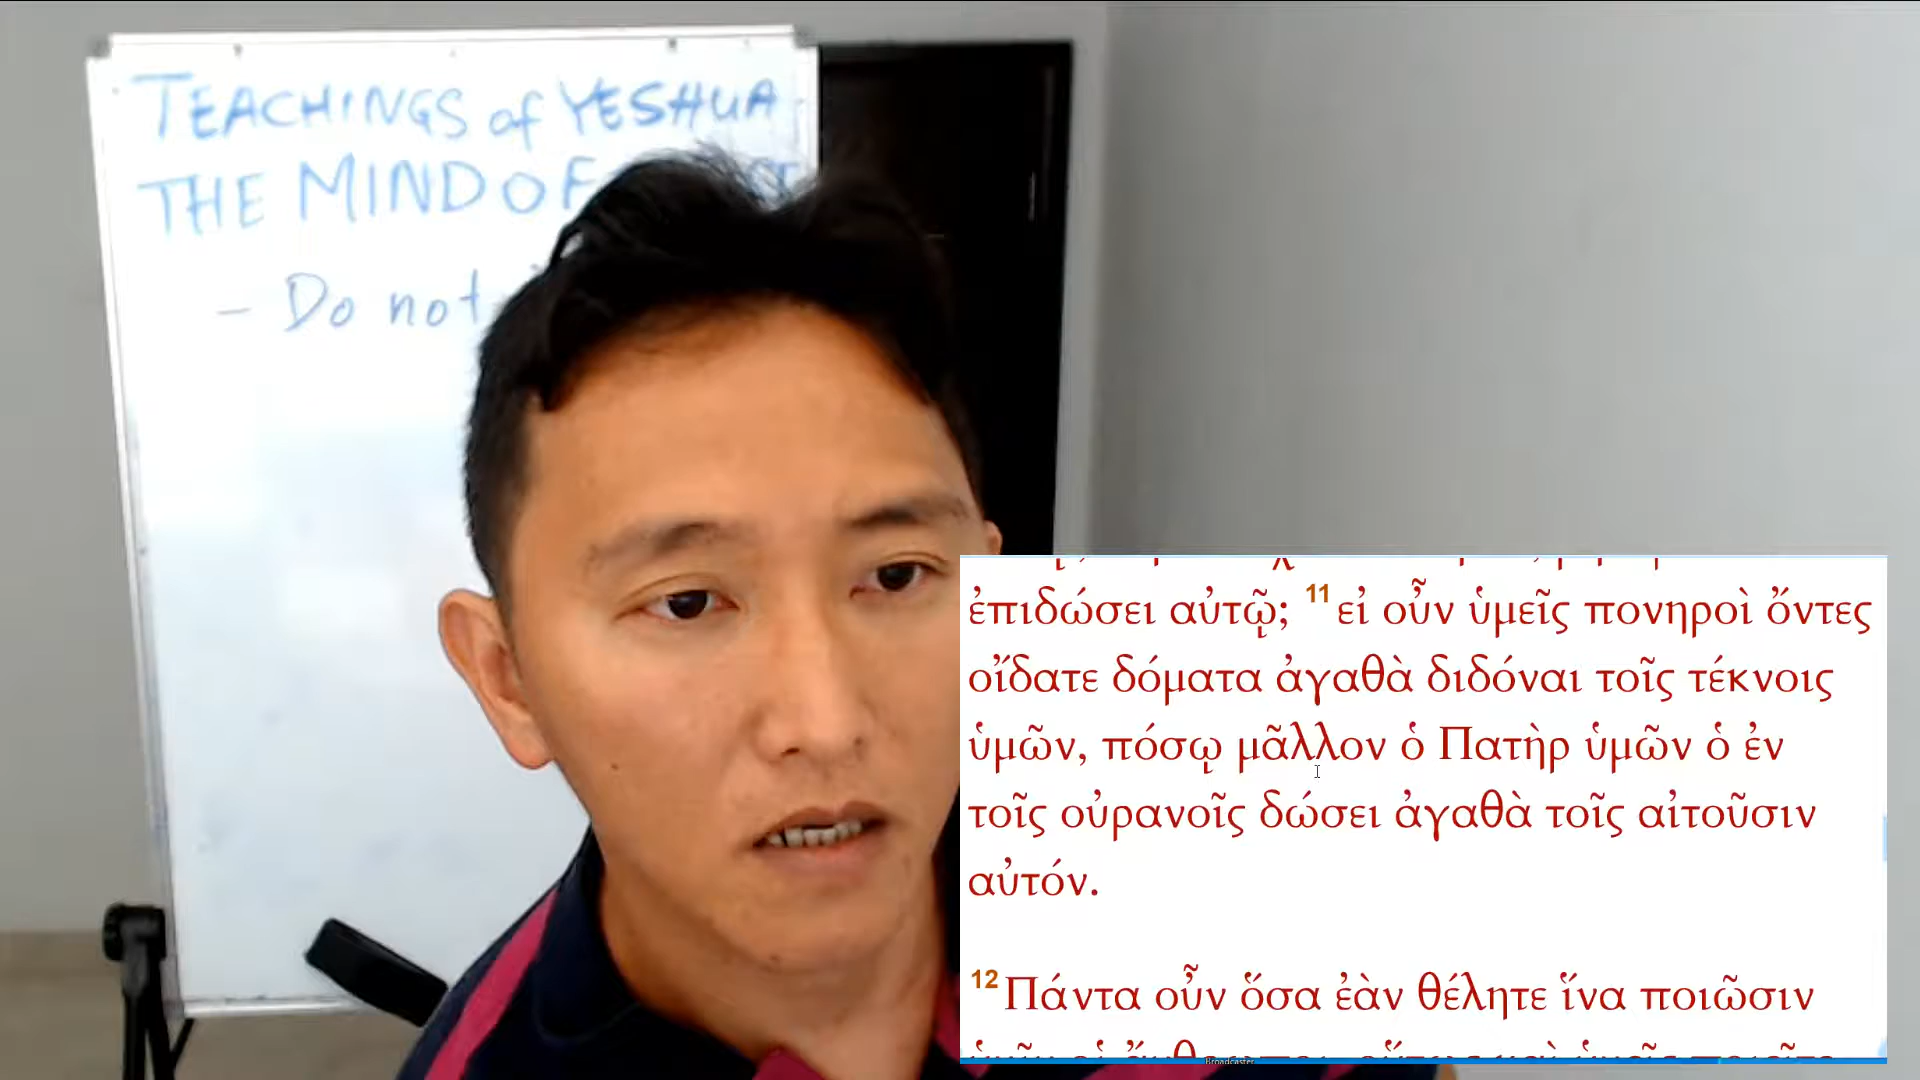 TEACHINGS of YESHUA
THE MIND OF
- Do not
ἐπιδώσει αὐτῷ; 11 εἰ οὖν ὑμεῖς πονηροὶ ὄντες
οἴδατε δόματα ἀγαθὰ διδόναι τοῖς τέκνοις
ὑμῶν, πόσῳ μᾶλλον ὁ Πατὴρ ὑμῶν ὁ ἐν
τοῖς οὐρανοῖς δώσει ἀγαθὰ τοῖς αἰτοῦσιν
αὐτόν.
12 Πάντα οὖν ὅσα ἐὰν θέλητε ἵνα ποιῶσιν
Broadcaster